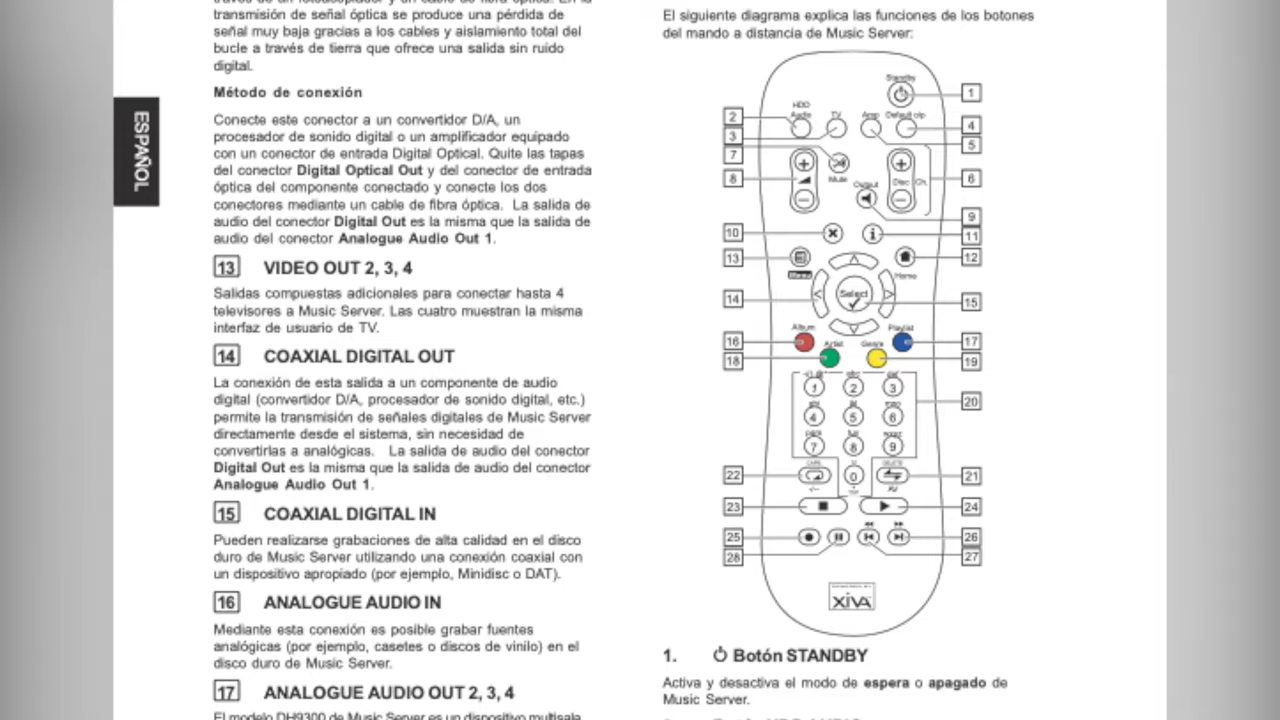 transmisión de señal óptica se produce una pérdida de
señal muy baja gracias a los cables y aislamiento total del
bucle a través de tierra que ofrece una salida sin ruido
digital.
Método de conexión
Conecte este conector a un convertidor D/A, un
procesador de sonido digital o un amplificador equipado
con un conector de entrada Digital Optical. Quite las tapas
del conector Digital Optical Out y del conector de entrada
óptica del componente conectado y conecte los dos
conectores mediante un cable de fibra óptica. La salida de
audio del conector Digital Out es la misma que la salida de
audio del conector Analogue Audio Out 1.
13 VIDEO OUT 2, 3, 4
Salidas compuestas adicionales para conectar hasta 4
televisores a Music Server. Las cuatro muestran la misma
interfaz de usuario de TV.
14 COAXIAL DIGITAL OUT
La conexión de esta salida a un componente de audio
digital (convertidor D/A, procesador de sonido digital, etc.)
permite la transmisión de señales digitales de Music Server
directamente desde el sistema, sin necesidad de
convertirlas a analógicas. La salida de audio del conector
Digital Out es la misma que la salida de audio del conector
Analogue Audio Out 1.
15 COAXIAL DIGITAL IN
Pueden realizarse grabaciones de alta calidad en el disco
duro de Music Server utilizando una conexión coaxial con
un dispositivo apropiado (por ejemplo, Minidisc o DAT).
16 ANALOGUE AUDIO IN
Mediante esta conexión es posible grabar fuentes
analógicas (por ejemplo, casetes o discos de vinilo) en el
disco duro de Music Server.
17 ANALOGUE AUDIO OUT 2, 3, 4
El modelo DH9300 de Music Server es un dispositivo multisala
ESPAÑOL
El siguiente diagrama explica las funciones de los botones
del mando a distancia de Music Server:
Standby
1
HDD
Audio TV Amp Default o/p
2
4
3
5
7
Mute
8
Disc Ch.
6
Output
9
10
11
13
12
Menu
Home
14
Select
15
Album Playlist
16
17
Artist Genre
18
19
1 2 3
4 5 6
20
7 8 9
22
0
DELETE
21
AV
23
24
25
26
28
27
XiVA
1. Botón STANDBY
Activa y desactiva el modo de espera o apagado de
Music Server.